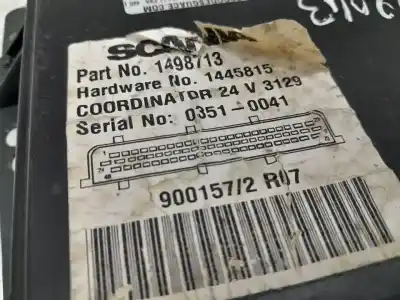 SCANIA
Part No. 1498713
Hardware No. 1445815
COORDINATOR 24 V 3129
Serial No: 0351-0041
900157/2 R07